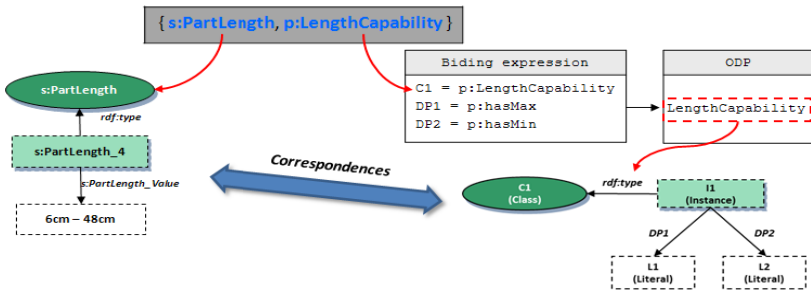 { s:PartLength, p:LengthCapability }
Biding expression
C1 = p:LengthCapability
DP1 = p:hasMax
DP2 = p:hasMin
ODP
LengthCapability
s:PartLength
rdf:type
s:PartLength_4
s:PartLength_Value
6cm – 48cm
Correspondences
C1
(Class)
rdf:type
I1
(Instance)
DP1
DP2
L1
(Literal)
L2
(Literal)